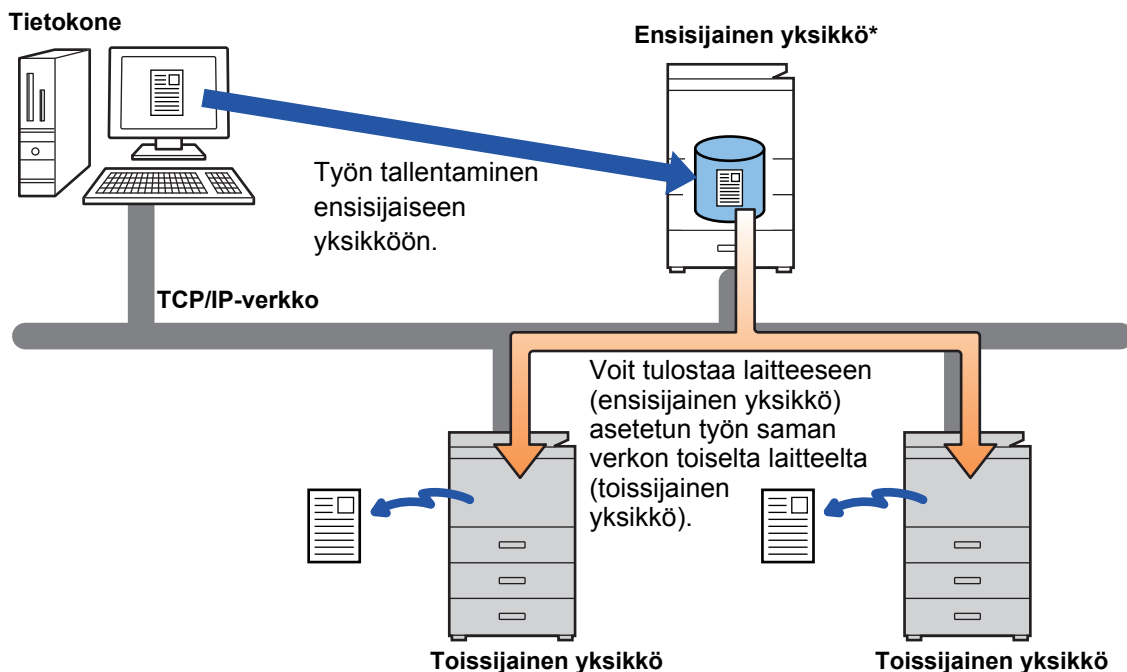 Tietokone
Ensisijainen yksikkö*
Työn tallentaminen
ensisijaiseen
yksikköön.
TCP/IP-verkko
Voit tulostaa laitteeseen
(ensisijainen yksikkö)
asetetun työn saman
verkon toiselta laitteelta
(toissijainen
yksikkö).
Toissijainen yksikkö
Toissijainen yksikkö